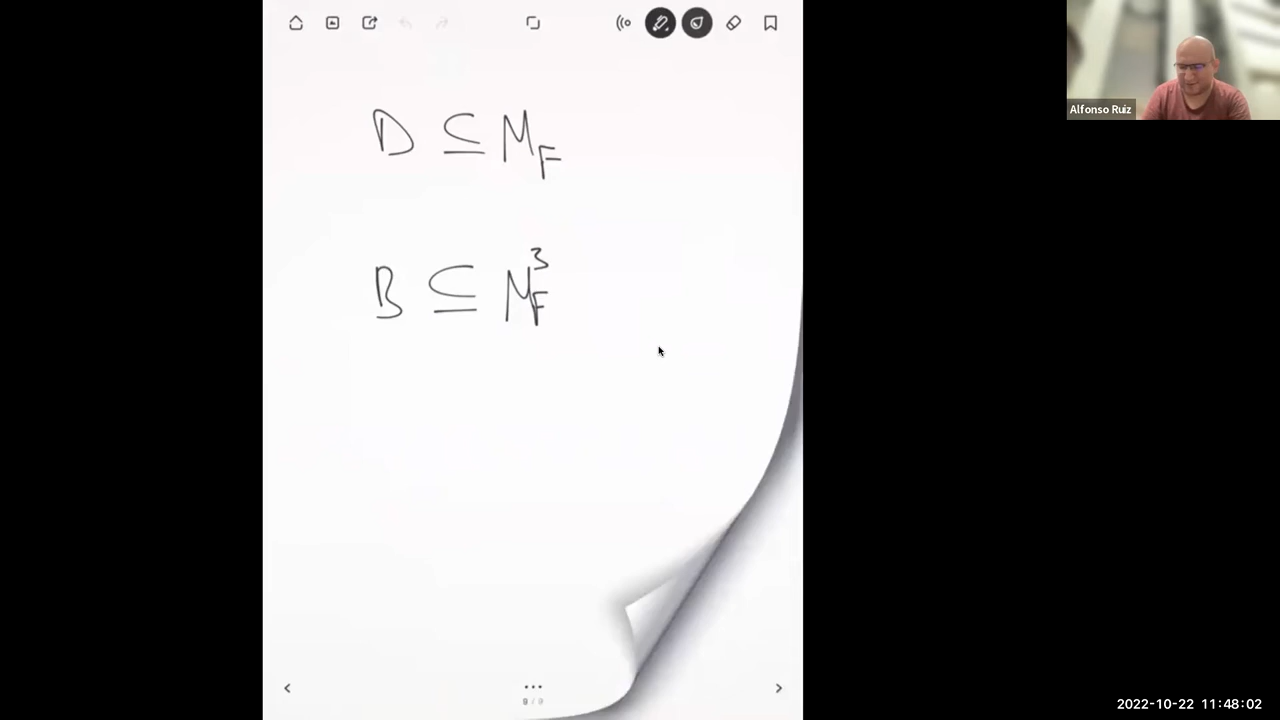 Alfonso Ruiz
D ⊆ M_F
B ⊆ M_F^3
2022-10-22 11:48:02